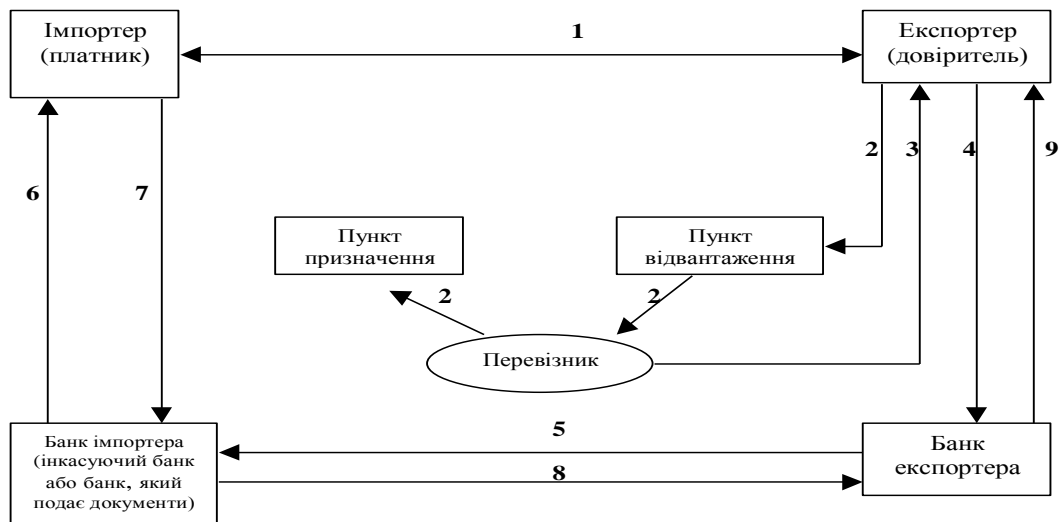 Імпортер
(платник)
1
Експортер
(довіритель)
6
7
2
3
4
9
Пункт
призначення
Пункт
відвантаження
2
2
Перевізник
Банк імпортера
(інкасуючий банк
або банк, який
подає документи)
5
8
Банк
експортера